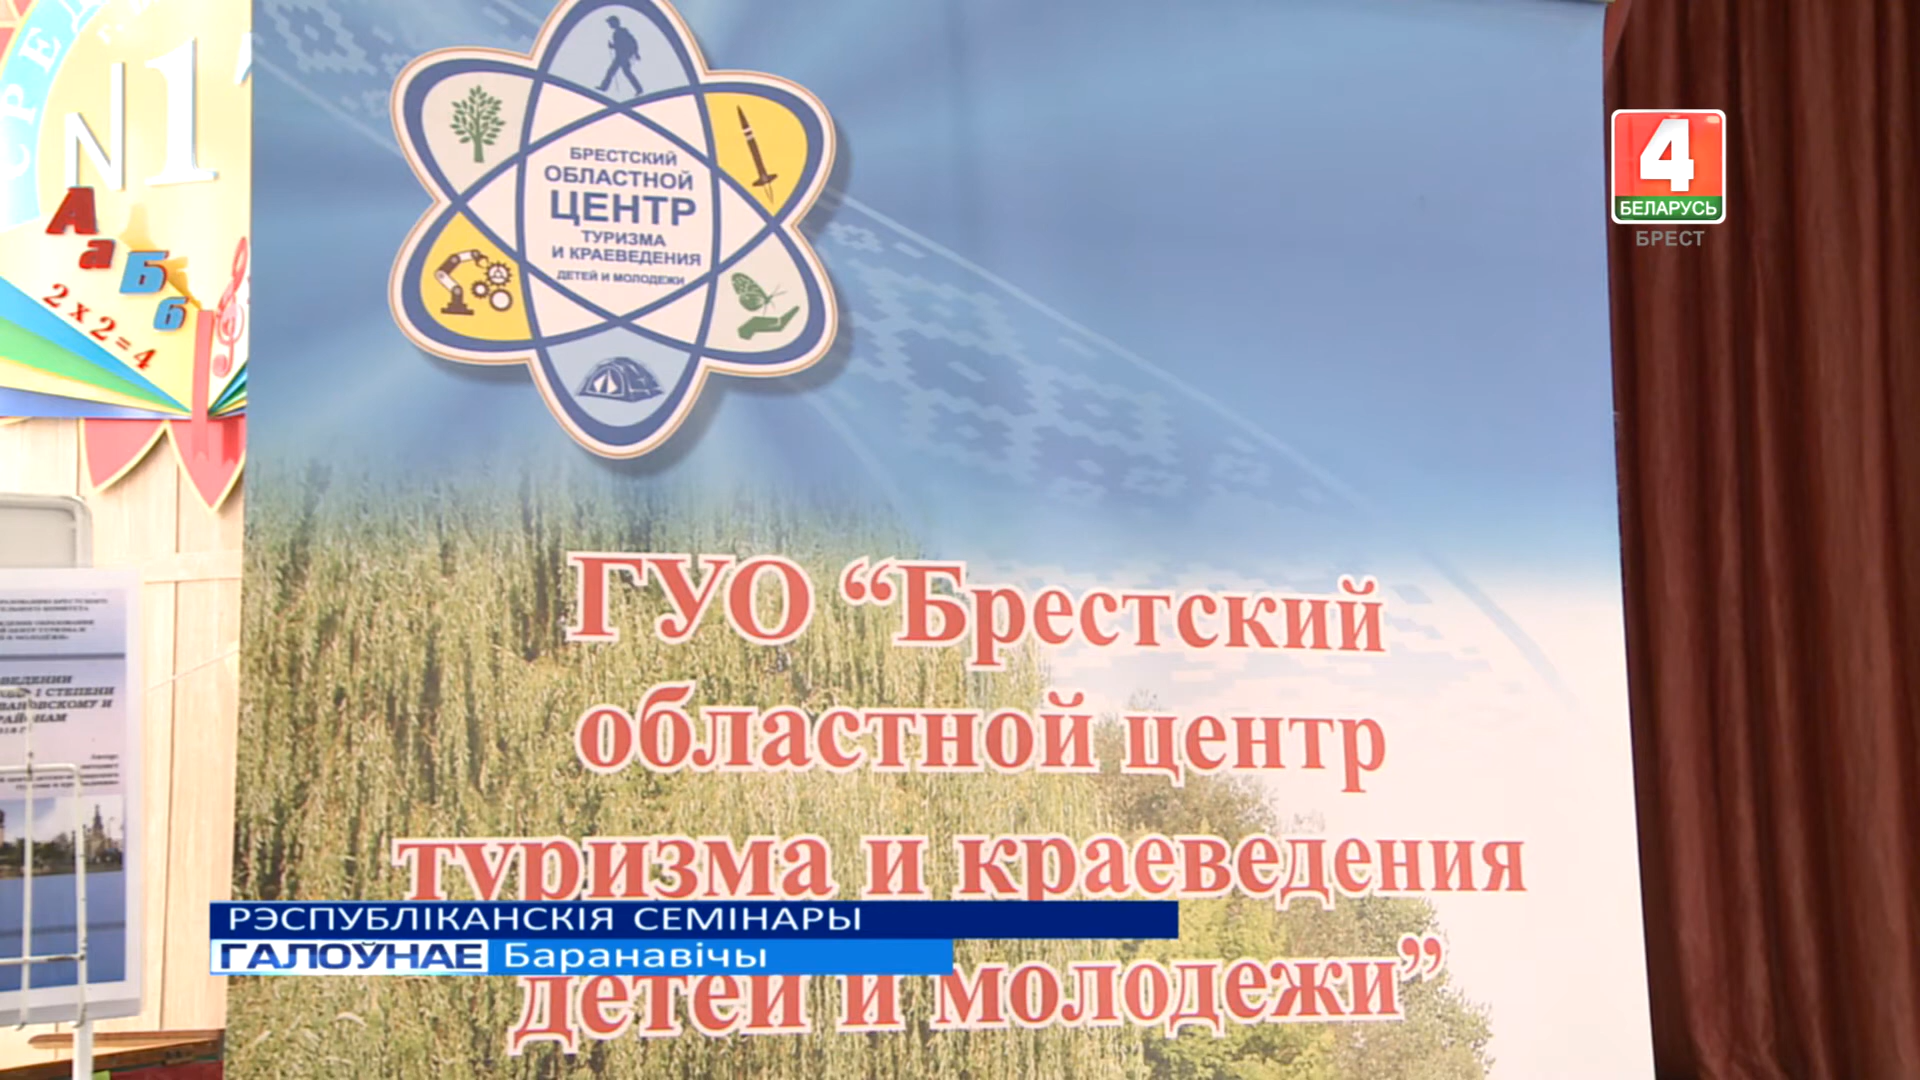 N1
А а Б б
2 х 2 = 4
БРЕСТСКИЙ
ОБЛАСТНОЙ
ЦЕНТР
ТУРИЗМА
И КРАЕВЕДЕНИЯ
ДЕТЕЙ И МОЛОДЕЖИ
4
БЕЛАРУСЬ
БРЕСТ
ГУО “Брестский
областной центр
туризма и краеведения
детей и молодежи”
I СТЕПЕНИ
РЭСПУБЛІКАНСКІЯ СЕМІНАРЫ
ГАЛОЎНАЕ Баранавічы